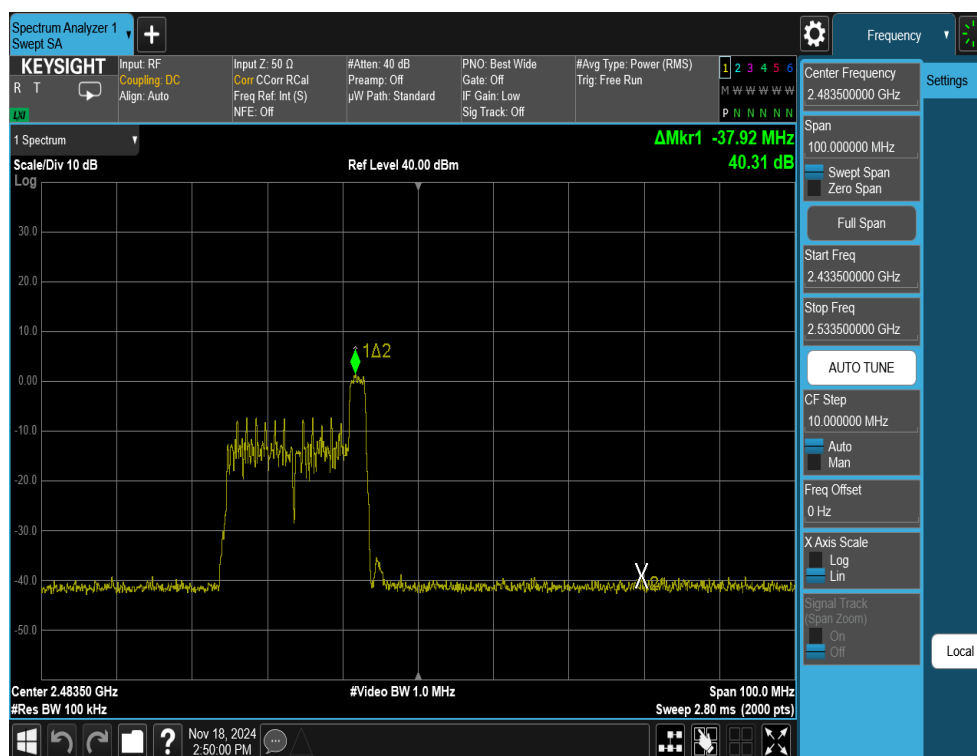 Spectrum Analyzer 1
Swept SA
Frequency
KEYSIGHT
R T
LXI
Input: RF
Coupling: DC
Align: Auto
Input Z: 50 Ω
Corr CCorr RCal
Freq Ref: Int (S)
NFE: Off
#Atten: 40 dB
Preamp: Off
µW Path: Standard
PNO: Best Wide
Gate: Off
IF Gain: Low
Sig Track: Off
#Avg Type: Power (RMS)
Trig: Free Run
1 2 3 4 5 6
M W W W W W
P N N N N N
1 Spectrum
Scale/Div 10 dB
Log
Ref Level 40.00 dBm
ΔMkr1 -37.92 MHz
40.31 dB
30.0
20.0
10.0
0.00
-10.0
-20.0
-30.0
-40.0
-50.0
1Δ2
X
Center 2.48350 GHz
#Res BW 100 kHz
#Video BW 1.0 MHz
Span 100.0 MHz
Sweep 2.80 ms (2000 pts)
Center Frequency
2.483500000 GHz
Settings
Span
100.000000 MHz
Swept Span
Zero Span
Full Span
Start Freq
2.433500000 GHz
Stop Freq
2.533500000 GHz
AUTO TUNE
CF Step
10.000000 MHz
Auto
Man
Freq Offset
0 Hz
X Axis Scale
Log
Lin
Signal Track
(Span Zoom)
On
Off
Local
?
Nov 18, 2024
2:50:00 PM